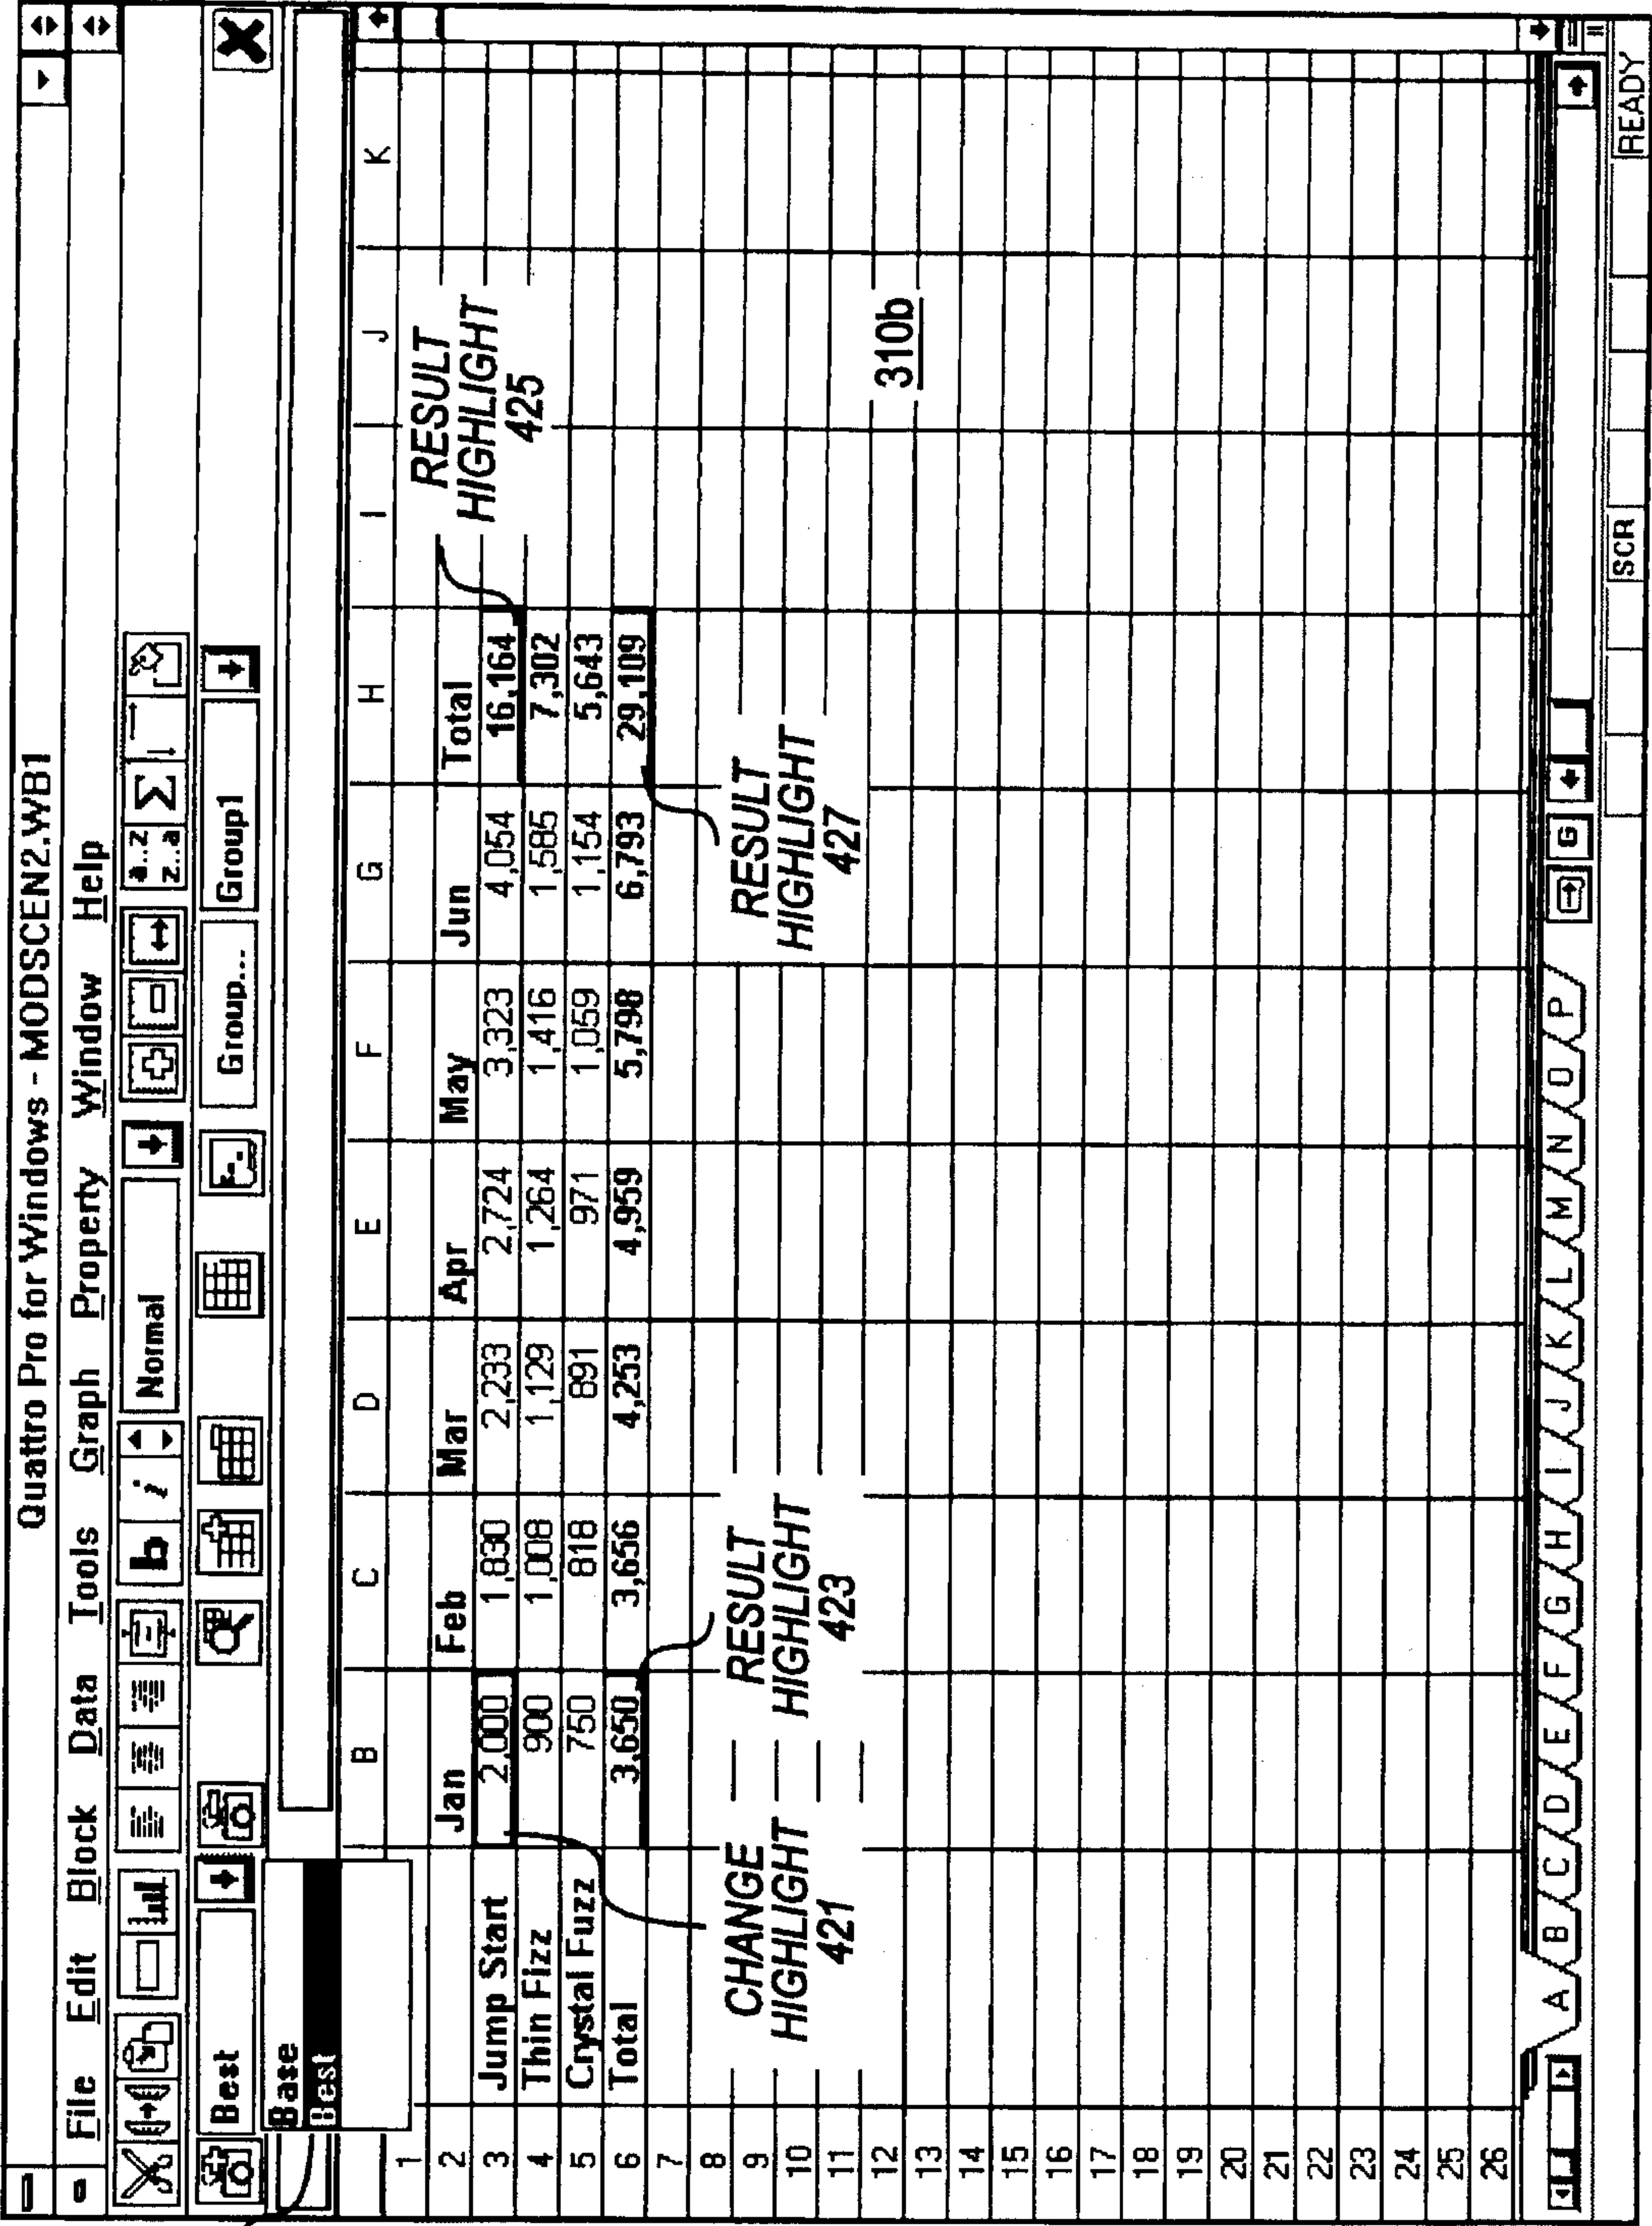 Quattro Pro for Windows - MODSCEN2.WB1
File Edit Block Data Tools Graph Property Window Help
b i Normal a..z z..a Σ
Best Group... Group1
Base
Best
B C D E F G H I J K
1
2 Jan Feb Mar Apr May Jun Total
3 Jump Start 2,000 1,830 2,233 2,724 3,323 4,054 16,164
4 Thin Fizz 900 1,008 1,129 1,264 1,416 1,585 7,302
5 Crystal Fuzz 750 818 891 971 1,059 1,154 5,643
6 Total 3,650 3,656 4,253 4,959 5,798 6,793 29,109
RESULT
HIGHLIGHT
425
7
8
9
10
11
CHANGE
HIGHLIGHT
421
RESULT
HIGHLIGHT
423
RESULT
HIGHLIGHT
427
310b
12
13
14
15
16
17
18
19
20
21
22
23
24
25
26
A B C D E F G H I J K L M N O P G
SCR READY